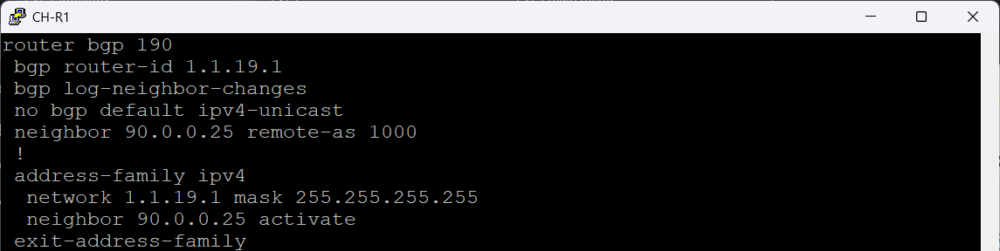 CH-R1
router bgp 190
bgp router-id 1.1.19.1
bgp log-neighbor-changes
no bgp default ipv4-unicast
neighbor 90.0.0.25 remote-as 1000
!
address-family ipv4
network 1.1.19.1 mask 255.255.255.255
neighbor 90.0.0.25 activate
exit-address-family